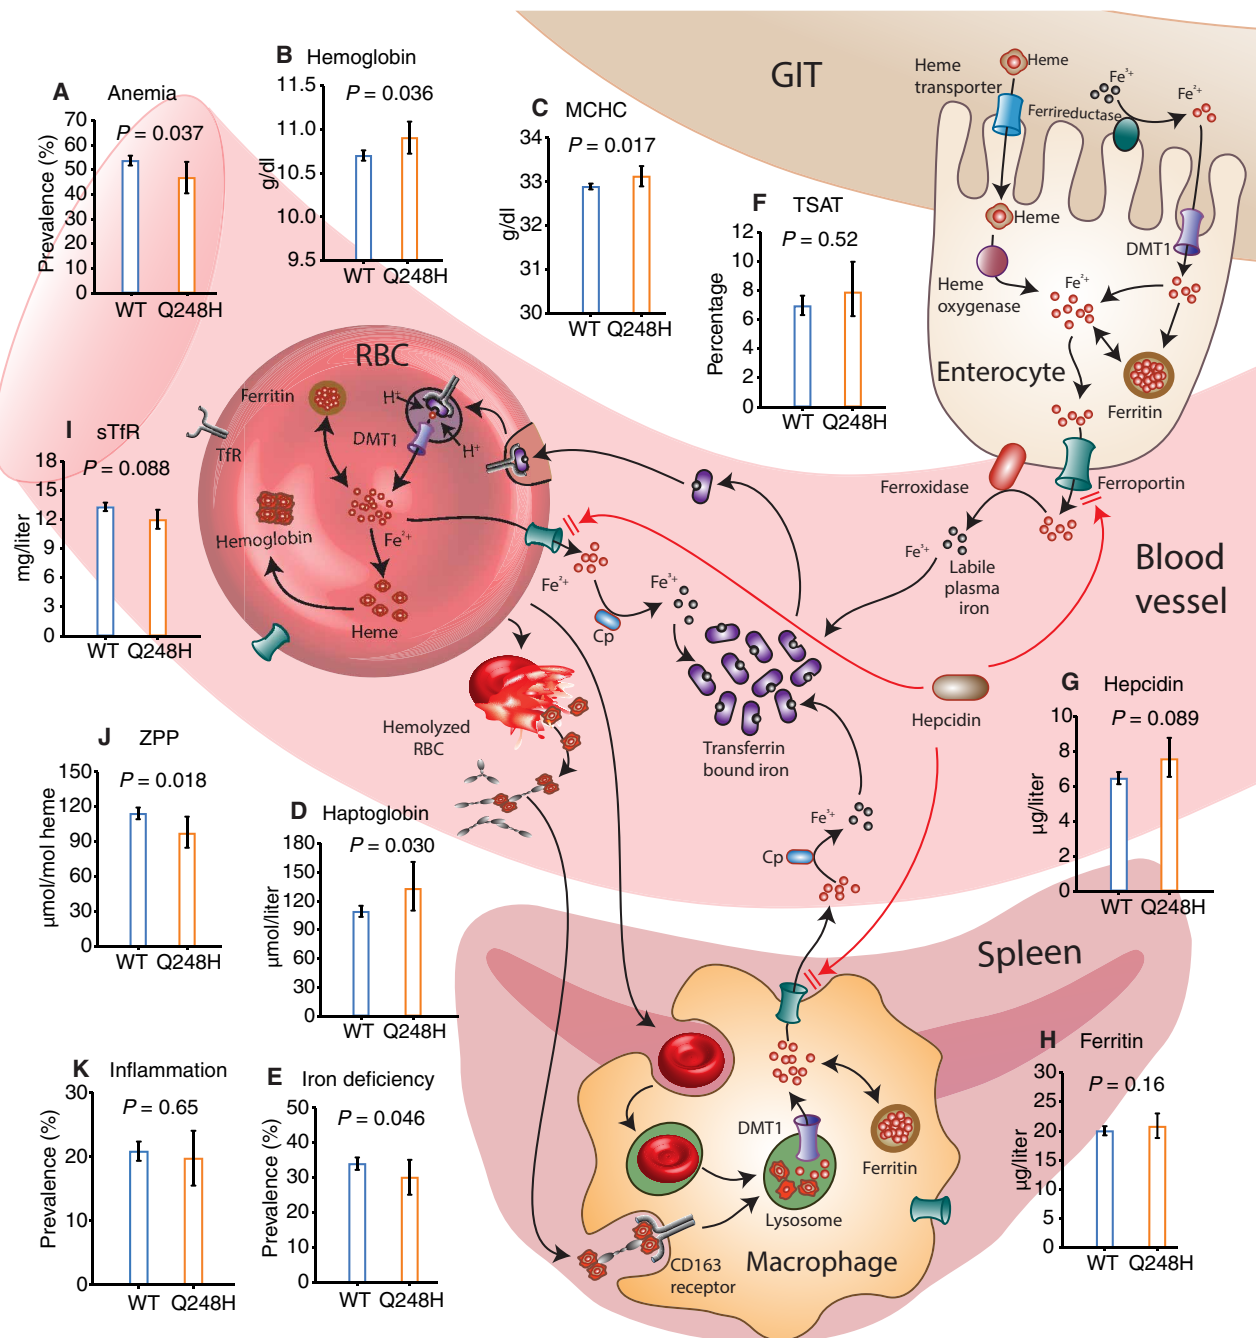 A Anemia
P = 0.037
Prevalence (%)
70
60
50
40
30
20
10
0
WT Q248H
B Hemoglobin
P = 0.036
g/dl
11.5
11.0
10.5
10.0
9.5
WT Q248H
C MCHC
P = 0.017
g/dl
34
33
32
31
30
WT Q248H
F TSAT
P = 0.52
Percentage
12
10
8
6
4
2
0
WT Q248H
GIT
Heme
transporter
Heme
Ferrireductase
Fe³⁺
Fe²⁺
Heme
DMT1
Heme
oxygenase
Fe²⁺
Enterocyte
Ferritin
Ferroxidase
Ferroportin
Fe³⁺
Labile
plasma
iron
Blood
vessel
RBC
Ferritin
H⁺
DMT1
H⁺
TfR
Hemoglobin
Fe²⁺
Heme
Fe²⁺
Cp
Fe³⁺
Hemolyzed
RBC
Transferrin
bound iron
Hepcidin
Fe³⁺
Cp
I sTfR
P = 0.088
mg/liter
18
15
12
9
6
3
0
WT Q248H
J ZPP
P = 0.018
µmol/mol heme
150
120
90
60
30
0
WT Q248H
D Haptoglobin
P = 0.030
µmol/liter
180
150
120
90
60
30
0
WT Q248H
G Hepcidin
P = 0.089
µg/liter
10
8
6
4
2
0
WT Q248H
K Inflammation
P = 0.65
Prevalence (%)
30
20
10
0
WT Q248H
E Iron deficiency
P = 0.046
Prevalence (%)
50
40
30
20
10
0
WT Q248H
Spleen
DMT1
Ferritin
Lysosome
CD163
receptor
Macrophage
H Ferritin
P = 0.16
µg/liter
30
25
20
15
10
5
0
WT Q248H